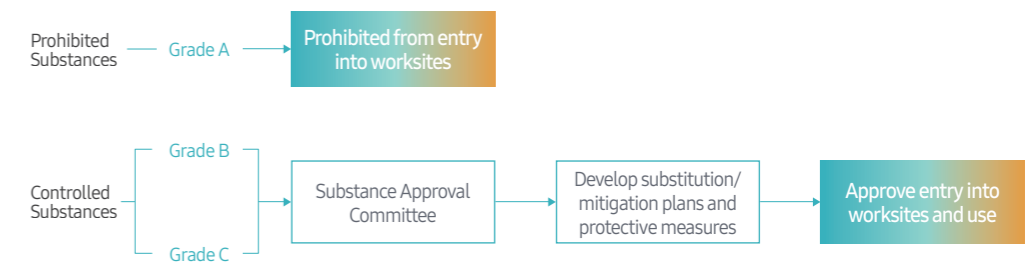 Prohibited
Substances
Grade A
Prohibited from entry
into worksites
Controlled
Substances
Grade B
Grade C
Substance Approval
Committee
Develop substitution/
mitigation plans and
protective measures
Approve entry into
worksites and use